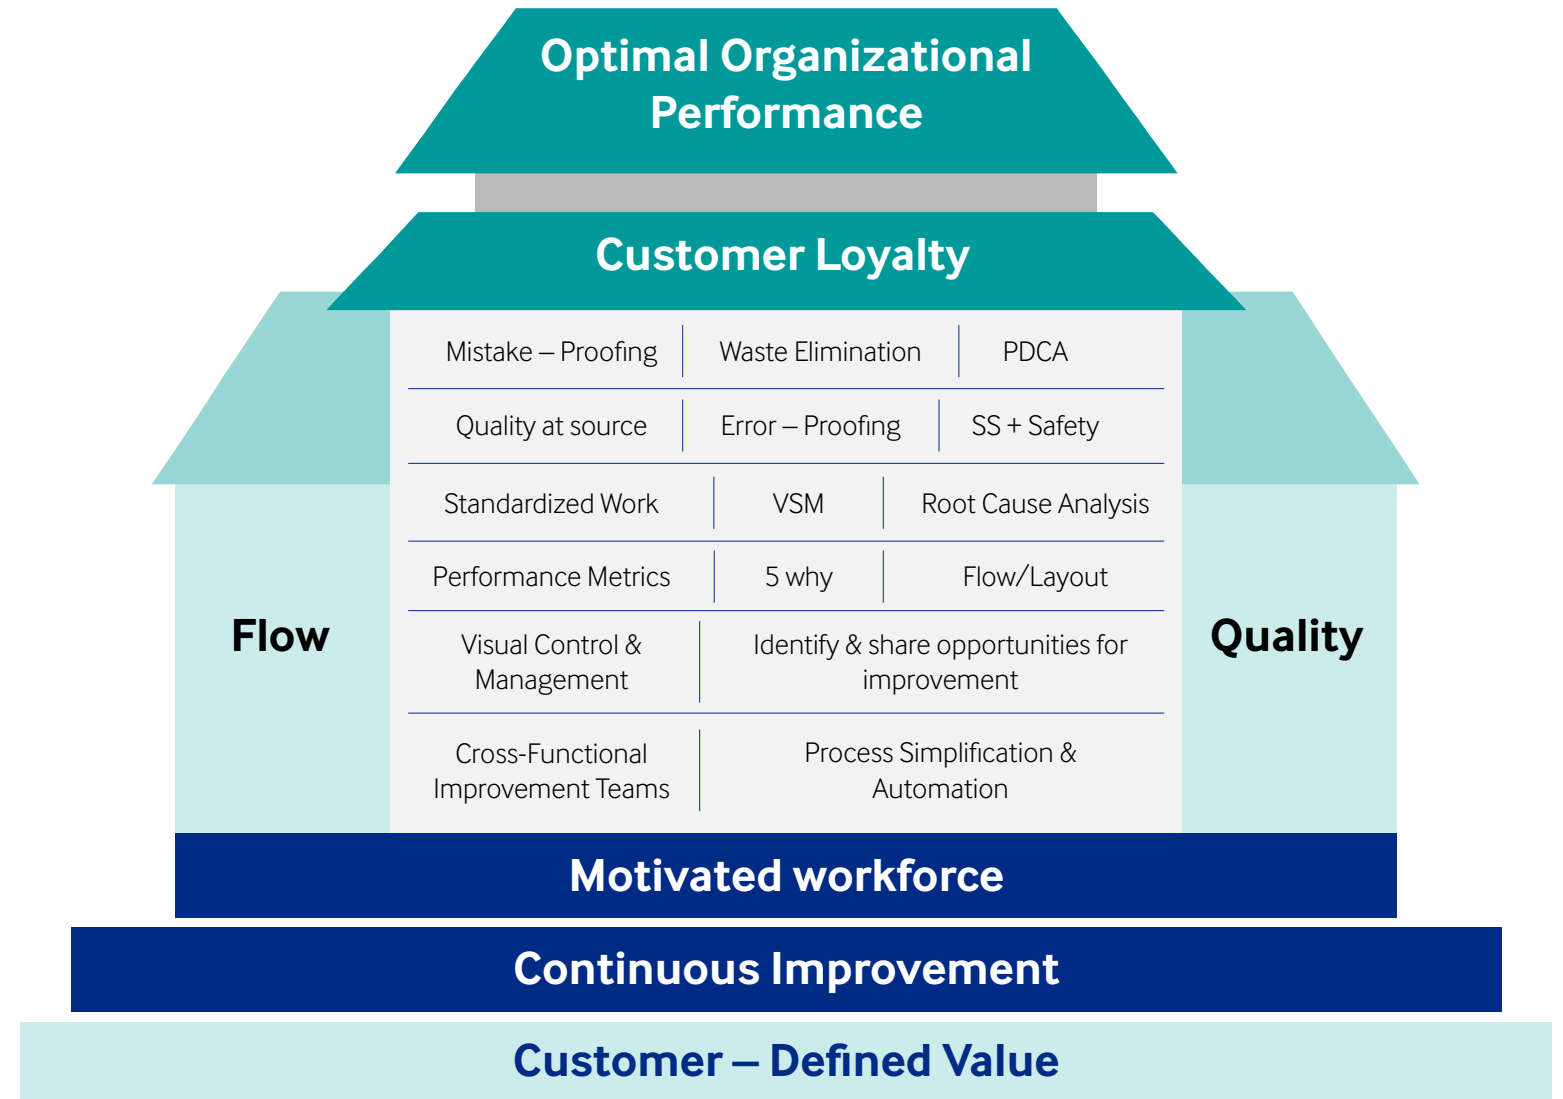 Optimal Organizational
Performance
Customer Loyalty
Mistake – Proofing
Waste Elimination
PDCA
Quality at source
Error – Proofing
SS + Safety
Standardized Work
VSM
Root Cause Analysis
Performance Metrics
5 why
Flow/Layout
Flow
Visual Control &
Management
Identify & share opportunities for
improvement
Quality
Cross-Functional
Improvement Teams
Process Simplification &
Automation
Motivated workforce
Continuous Improvement
Customer – Defined Value